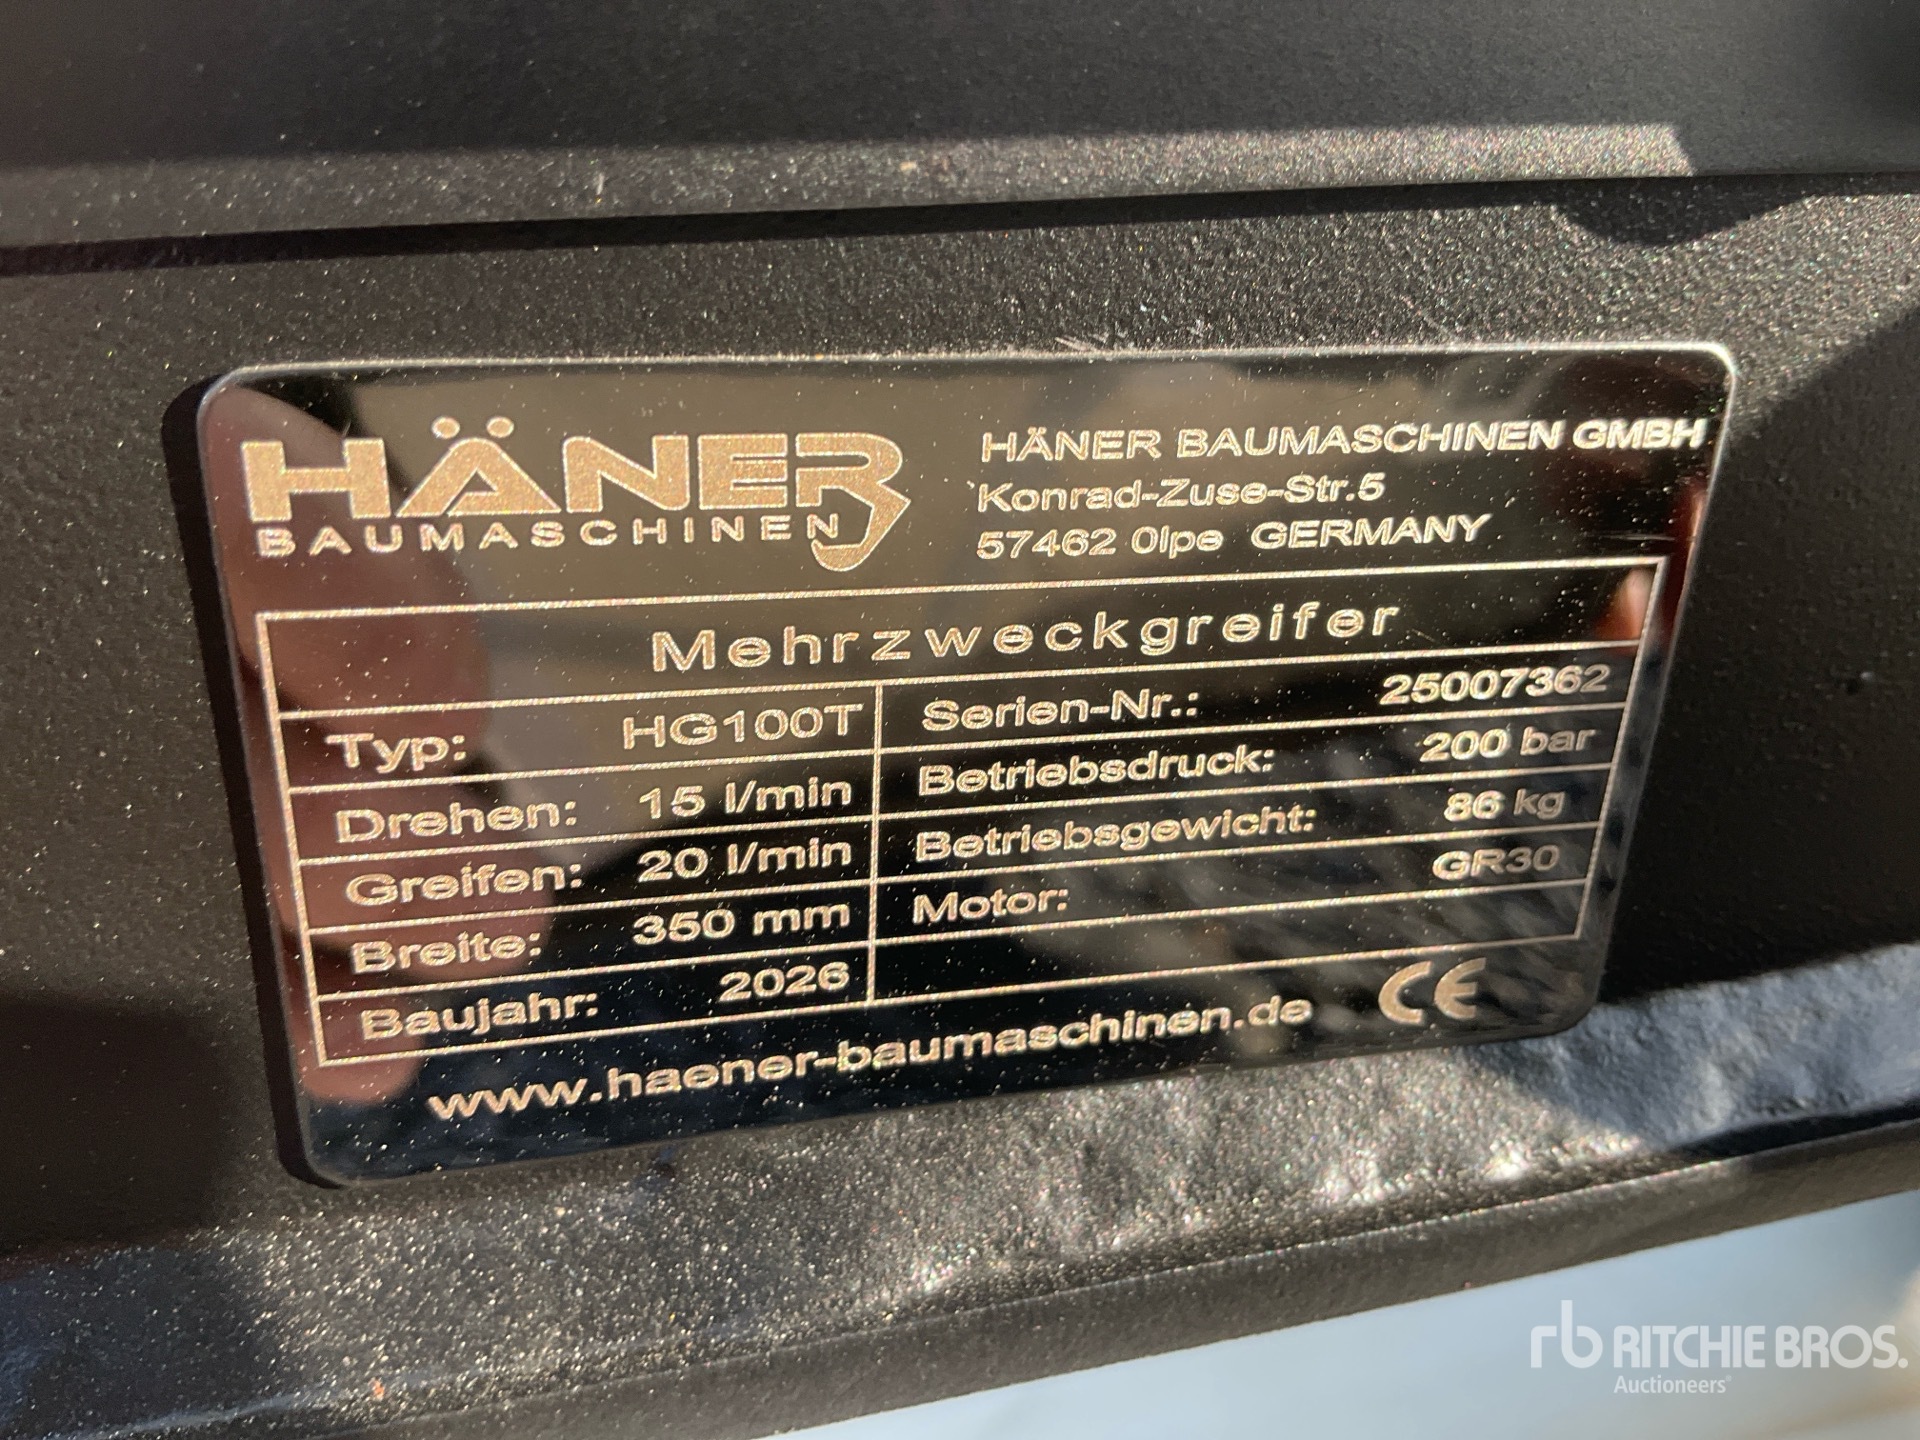 HÄNER
BAUMASCHINEN
HÄNER BAUMASCHINEN GMBH
Konrad-Zuse-Str.5
57462 Olpe GERMANY
Mehrzweckgreifer
Typ: HG100T
Serien-Nr.: 25007362
Drehen: 15 l/min
Betriebsdruck: 200 bar
Greifen: 20 l/min
Betriebsgewicht: 86 kg
Breite: 350 mm
Motor: GR30
Baujahr: 2026
www.haener-baumaschinen.de CE
rb RITCHIE BROS.
Auctioneers